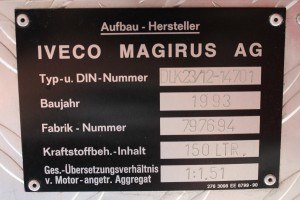 Aufbau - Hersteller
IVECO MAGIRUS AG
Typ-u. DIN-Nummer DLK23/12-14701
Baujahr 1993
Fabrik - Nummer 797694
Kraftstoffbeh.-Inhalt 150 LTR.
Ges.-Übersetzungsverhältnis
v. Motor-angetr. Aggregat 1:1.51